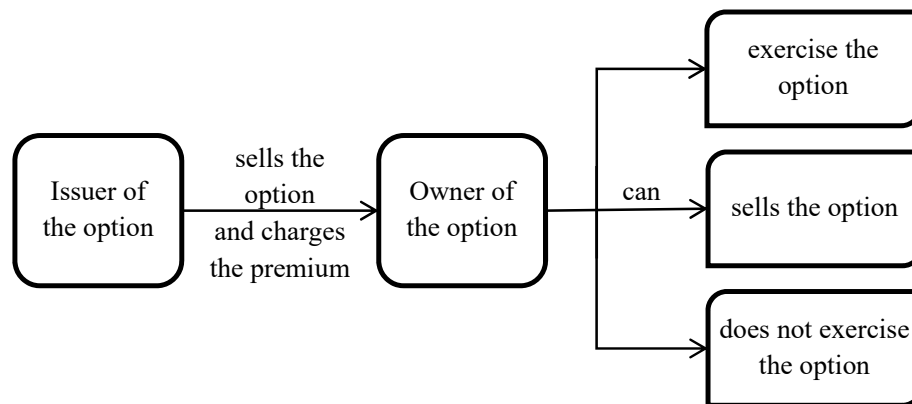 Issuer of
the option
sells the
option
and charges
the premium
Owner of
the option
can
exercise the
option
sells the option
does not exercise
the option